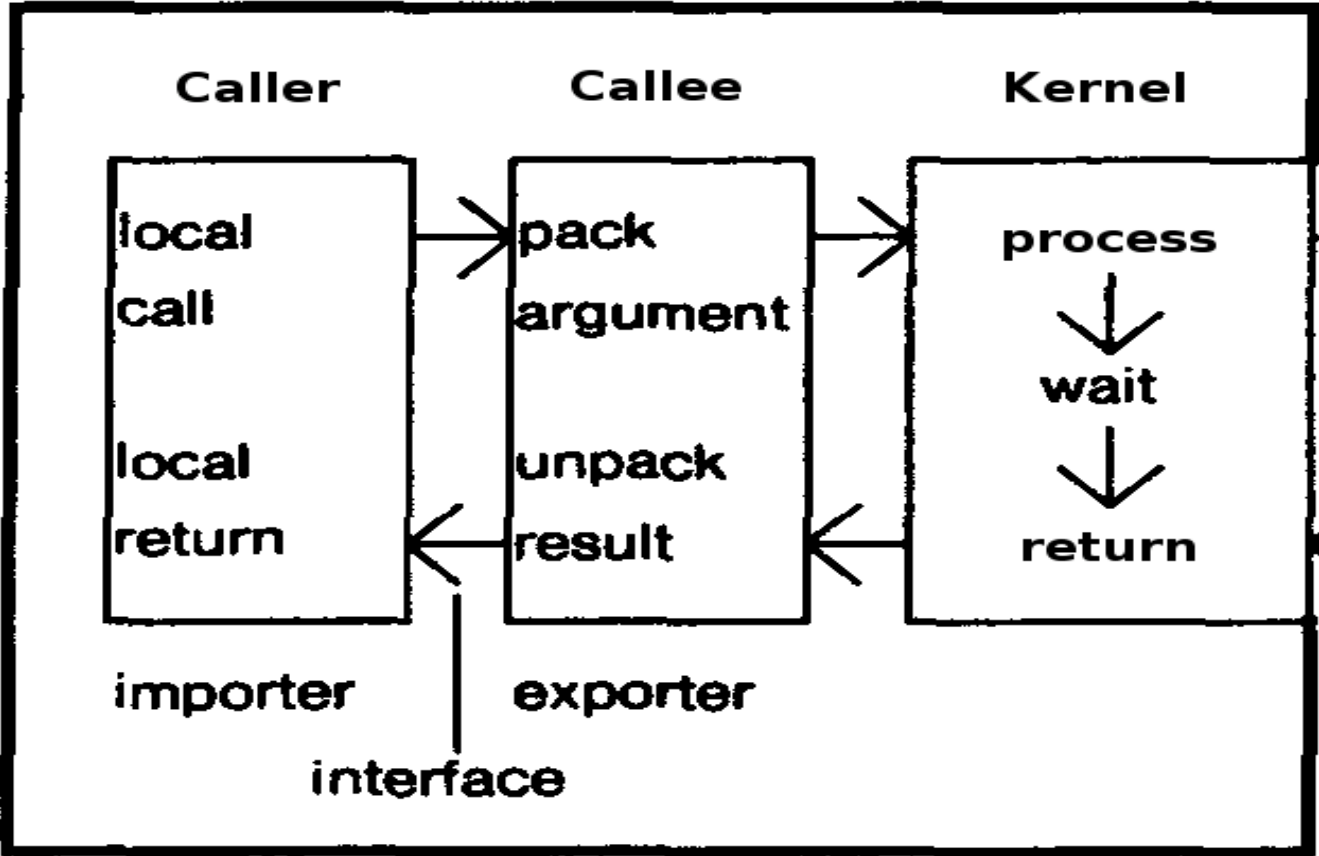 Caller
Callee
Kernel
local
call
local
return
pack
argument
unpack
result
process
wait
return
importer
exporter
interface